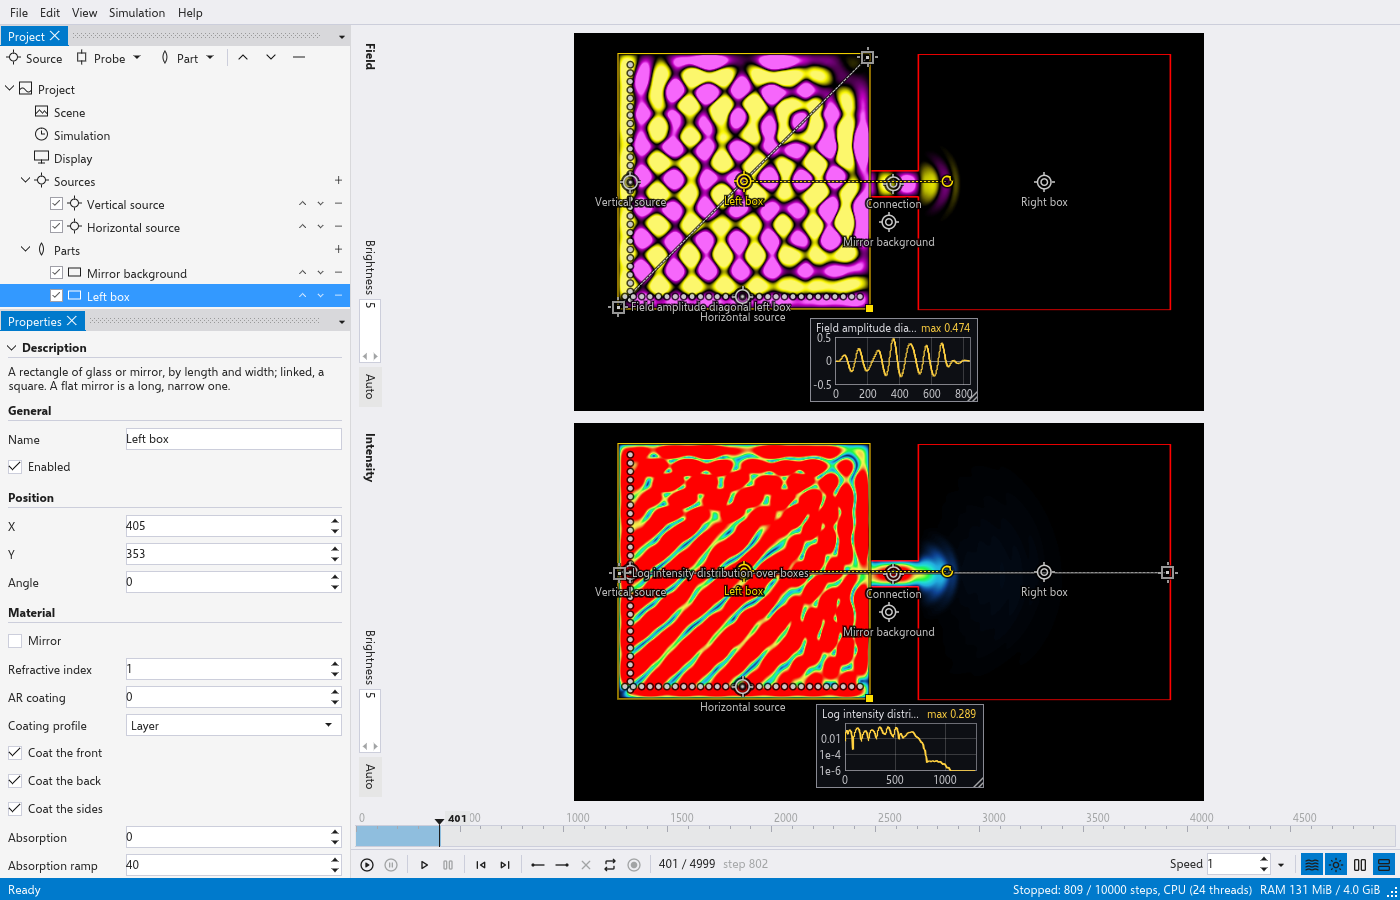 File Edit View Simulation Help
Project
Source Probe Part
Project
Scene
Simulation
Display
Sources
Vertical source
Horizontal source
Parts
Mirror background
Left box
Properties
Description
A rectangle of glass or mirror, by length and width; linked, a
square. A flat mirror is a long, narrow one.
General
Name Left box
Enabled
Position
X 405
Y 353
Angle 0
Material
Mirror
Refractive index 1
AR coating 0
Coating profile Layer
Coat the front
Coat the back
Coat the sides
Absorption 0
Absorption ramp 40
Field
Brightness 5
Auto
Vertical source
Left box
Connection
Right box
Mirror background
Field amplitude diagonal left box
Horizontal source
Field amplitude dia... max 0.474
0.5
0
-0.5
0 200 400 600 800
Intensity
Brightness 5
Auto
Log intensity distribution over boxes
Vertical source
Left box
Connection
Right box
Mirror background
Horizontal source
Log intensity distri... max 0.289
0.01
1e-4
1e-6
0 500 1000
0 401 00 1000 1500 2000 2500 3000 3500 4000 4500
401 / 4999 step 802
Speed 1
Ready
Stopped: 809 / 10000 steps, CPU (24 threads) RAM 131 MiB / 4.0 GiB